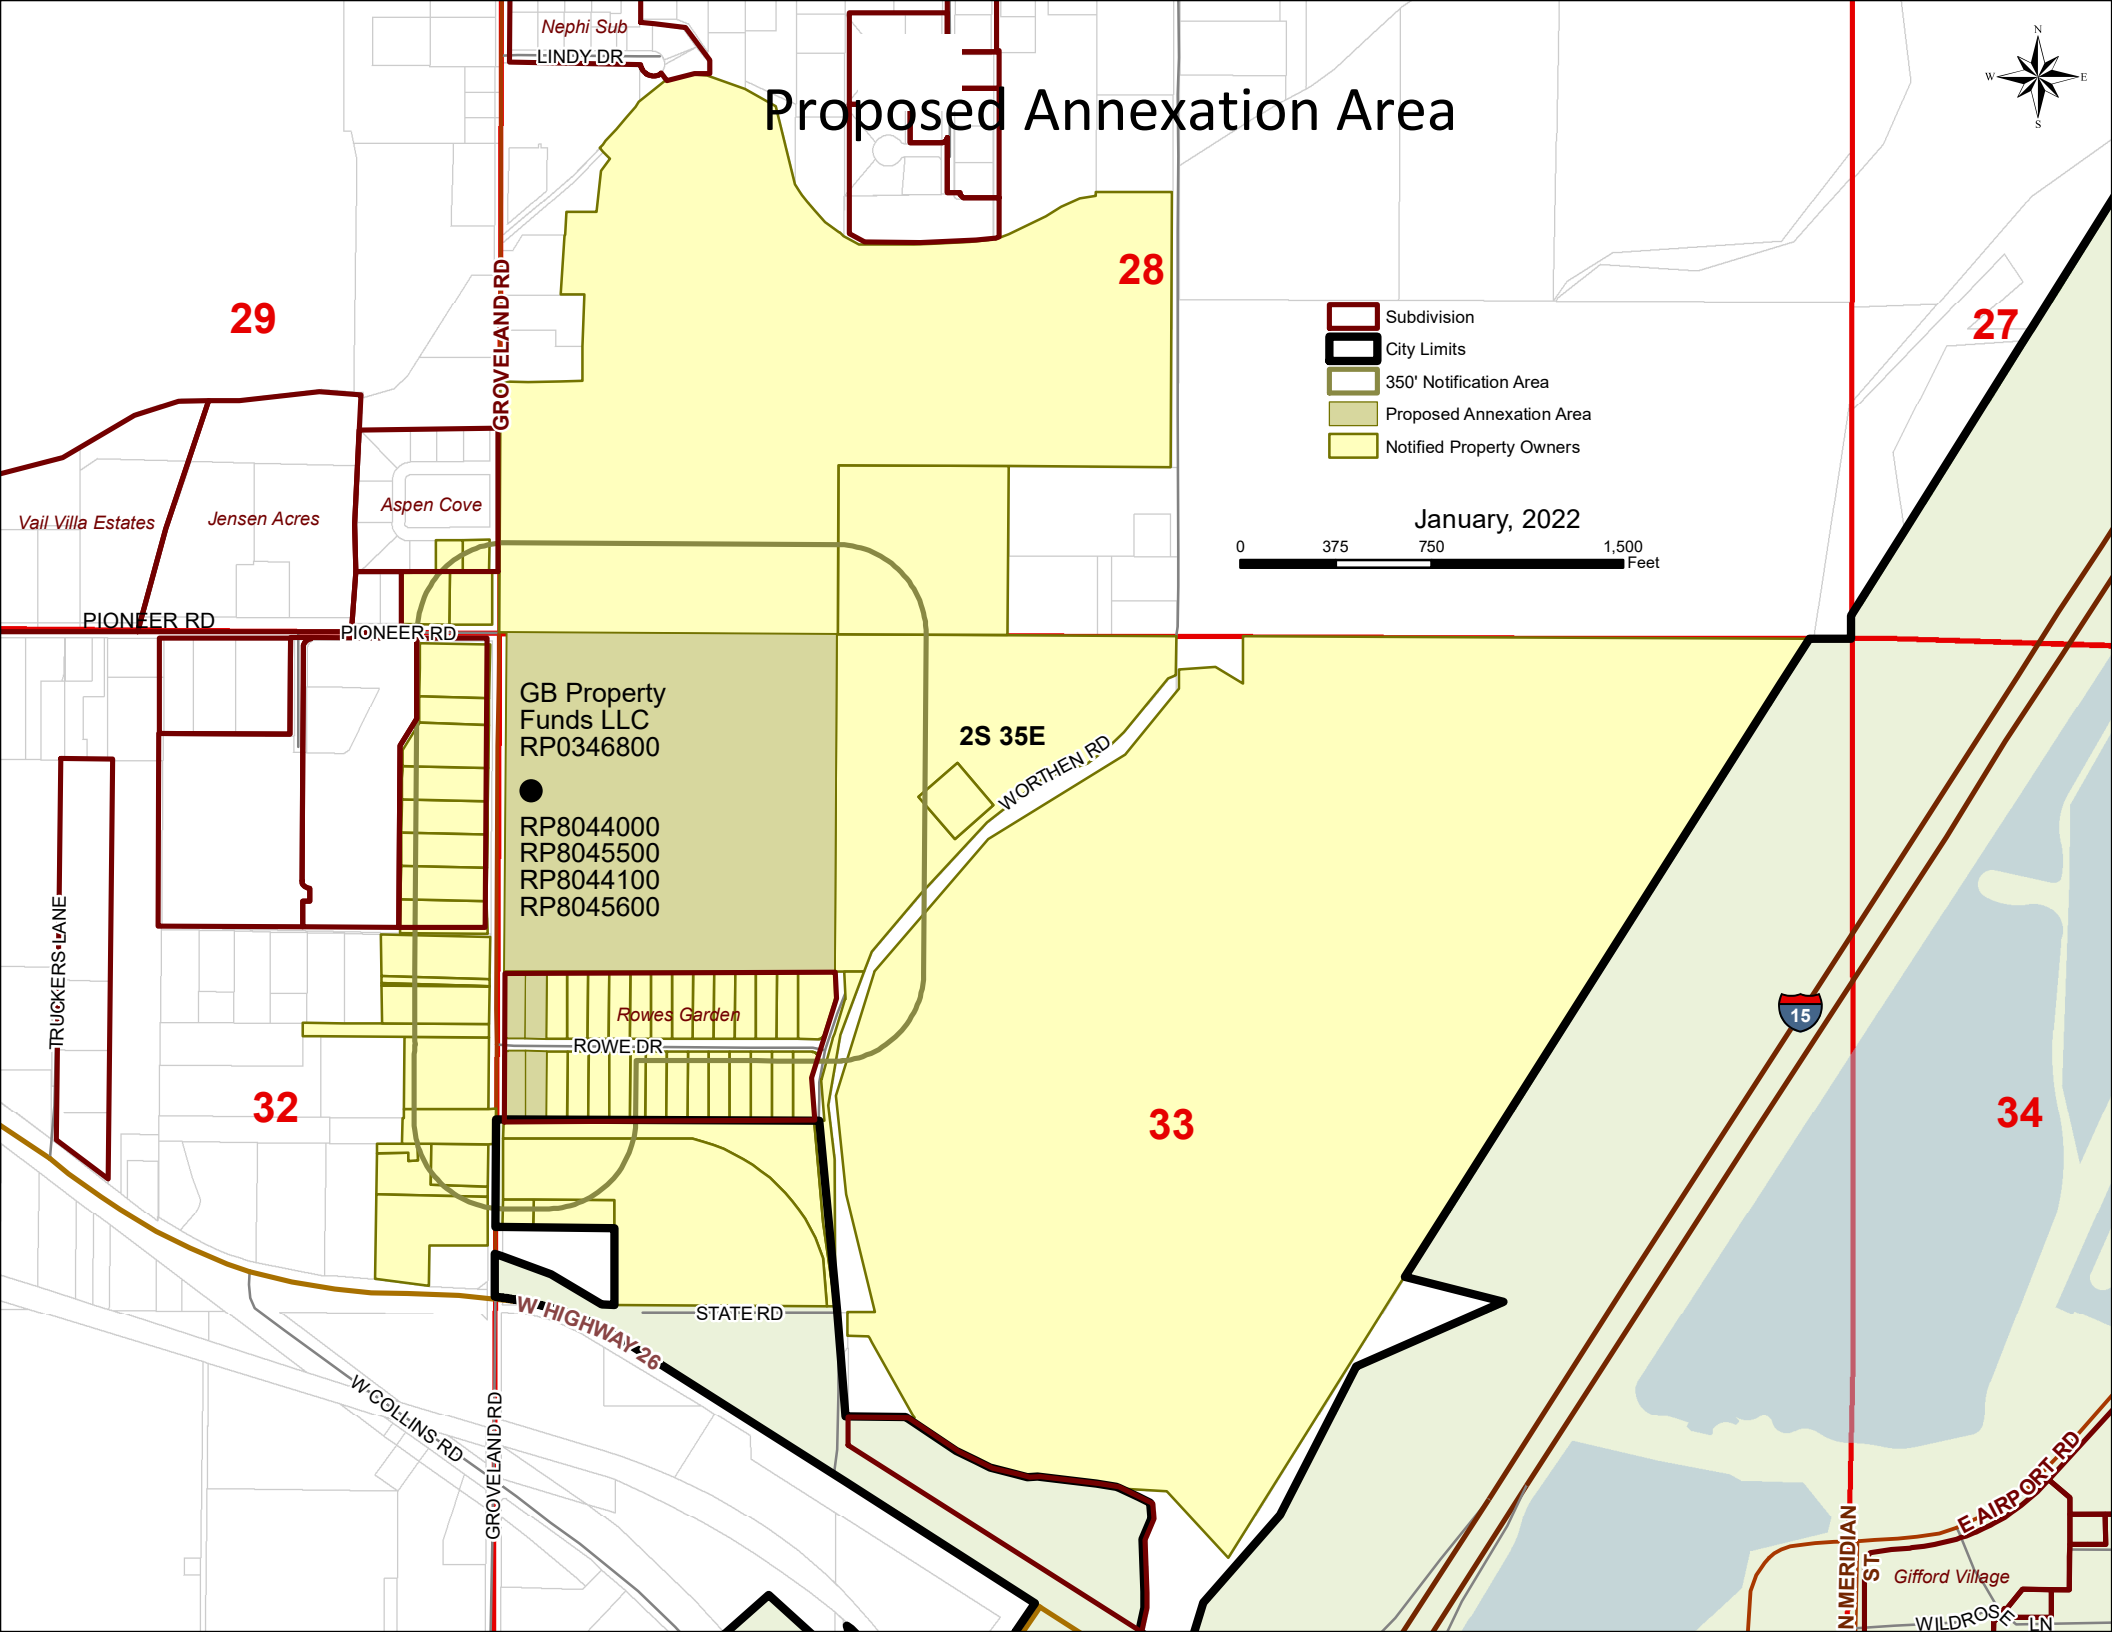 Nephi Sub
LINDY DR
Proposed Annexation Area
N
W
E
S
28
29
27
GROVELAND RD
Subdivision
City Limits
350' Notification Area
Proposed Annexation Area
Notified Property Owners
Vail Villa Estates
Jensen Acres
Aspen Cove
January, 2022
0
375
750
1,500
Feet
PIONEER RD
PIONEER RD
GB Property
Funds LLC
RP0346800
RP8044000
RP8045500
RP8044100
RP8045600
2S 35E
WORTHEN RD
TRUCKERS LANE
Rowes Garden
ROWE DR
15
32
33
34
W HIGHWAY 26
STATE RD
W COLLINS RD
GROVELAND RD
E AIRPORT RD
N MERIDIAN
ST
Gifford Village
WILDROSE LN